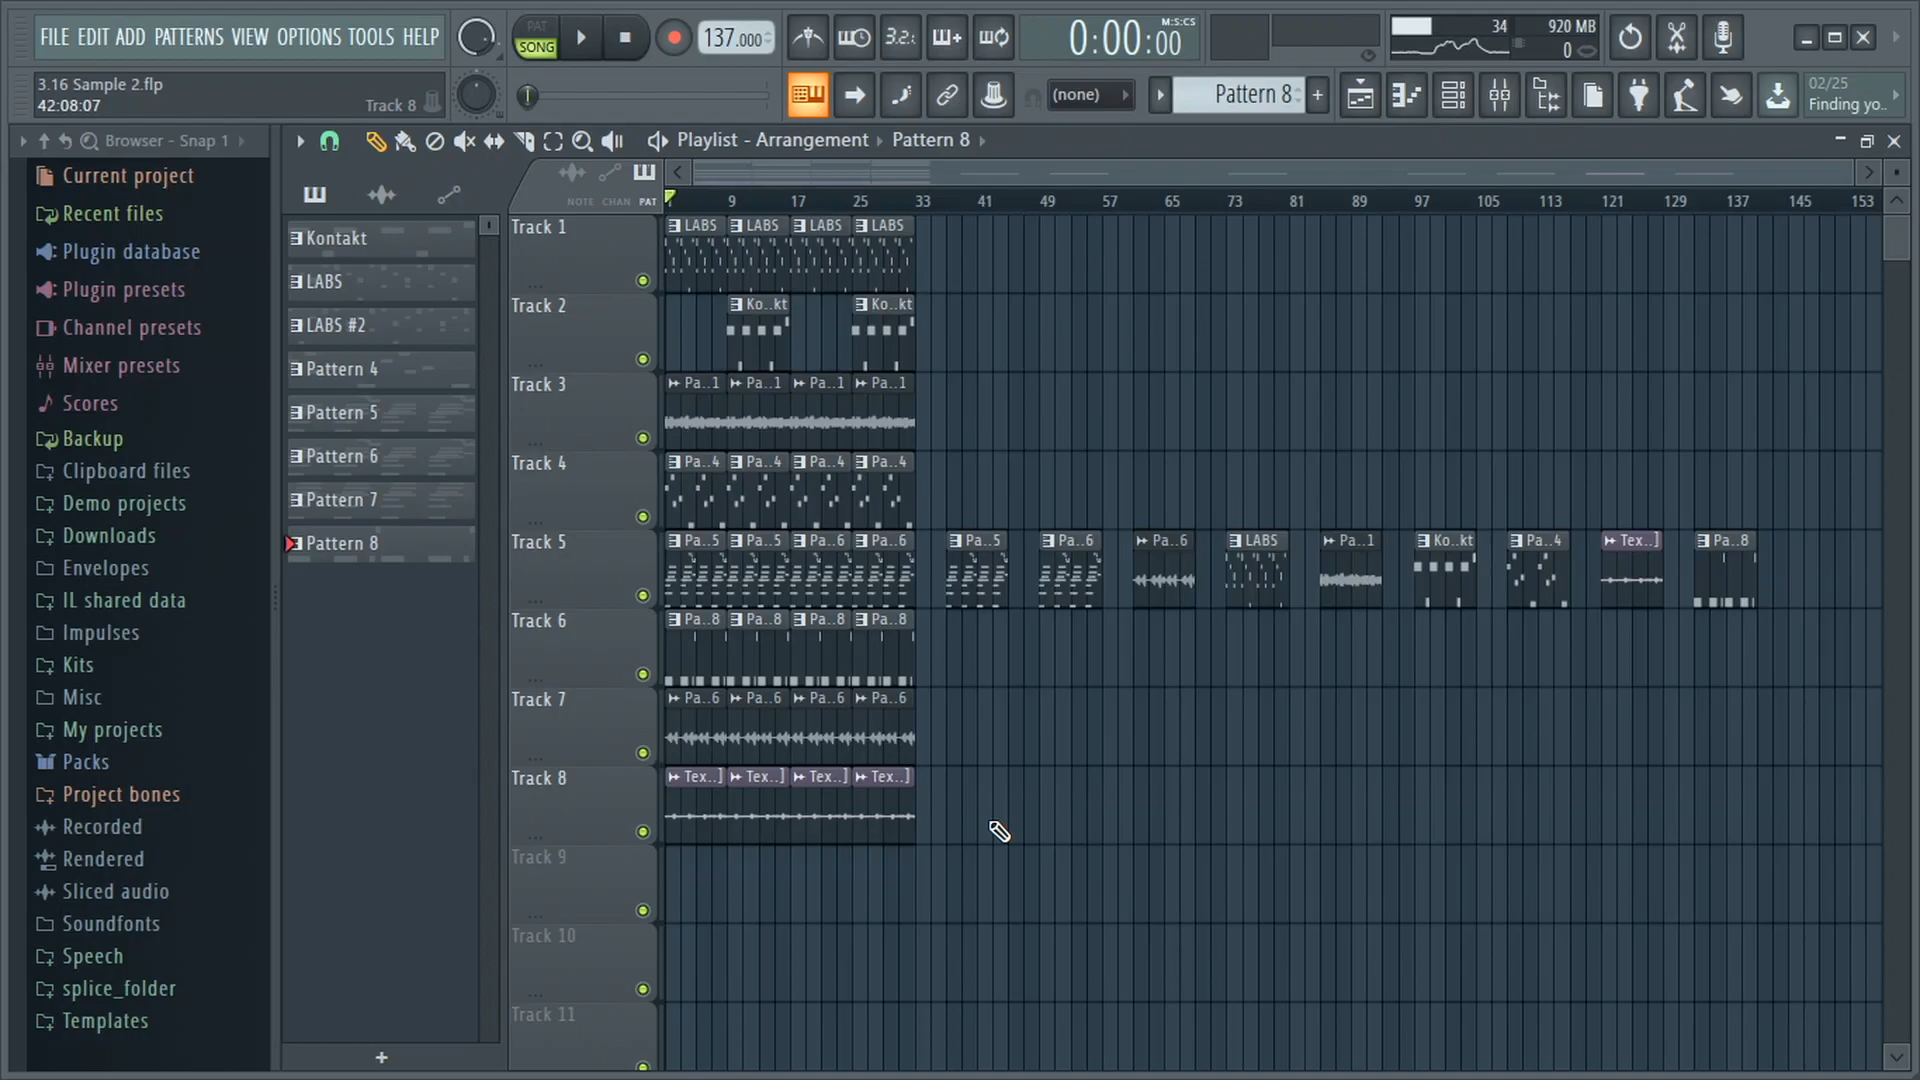 FILE EDIT ADD PATTERNS VIEW OPTIONS TOOLS HELP
PAT
SONG
137.000
3.2.
0:00:00
M:S:CS
34
920 MB
0
3.16 Sample 2.flp
42:08:07
Track 8
(none)
Pattern 8
+
02/25
Finding yo..
Browser - Snap 1
Playlist - Arrangement
Pattern 8
Current project
Recent files
Plugin database
Plugin presets
Channel presets
Mixer presets
Scores
Backup
Clipboard files
Demo projects
Downloads
Envelopes
IL shared data
Impulses
Kits
Misc
My projects
Packs
Project bones
Recorded
Rendered
Sliced audio
Soundfonts
Speech
splice_folder
Templates
Kontakt
LABS
LABS #2
Pattern 4
Pattern 5
Pattern 6
Pattern 7
Pattern 8
+
NOTE CHAN PAT
9 17 25 33 41 49 57 65 73 81 89 97 105 113 121 129 137 145 153
Track 1
LABS LABS LABS LABS
Track 2
Ko..kt Ko..kt
Track 3
Pa..1 Pa..1 Pa..1 Pa..1
Track 4
Pa..4 Pa..4 Pa..4 Pa..4
Track 5
Pa..5 Pa..5 Pa..6 Pa..6 Pa..5 Pa..6 Pa..6 LABS Pa..1 Ko..kt Pa..4 Tex..] Pa..8
Track 6
Pa..8 Pa..8 Pa..8 Pa..8
Track 7
Pa..6 Pa..6 Pa..6 Pa..6
Track 8
Tex..] Tex..] Tex..] Tex..]
Track 9
Track 10
Track 11